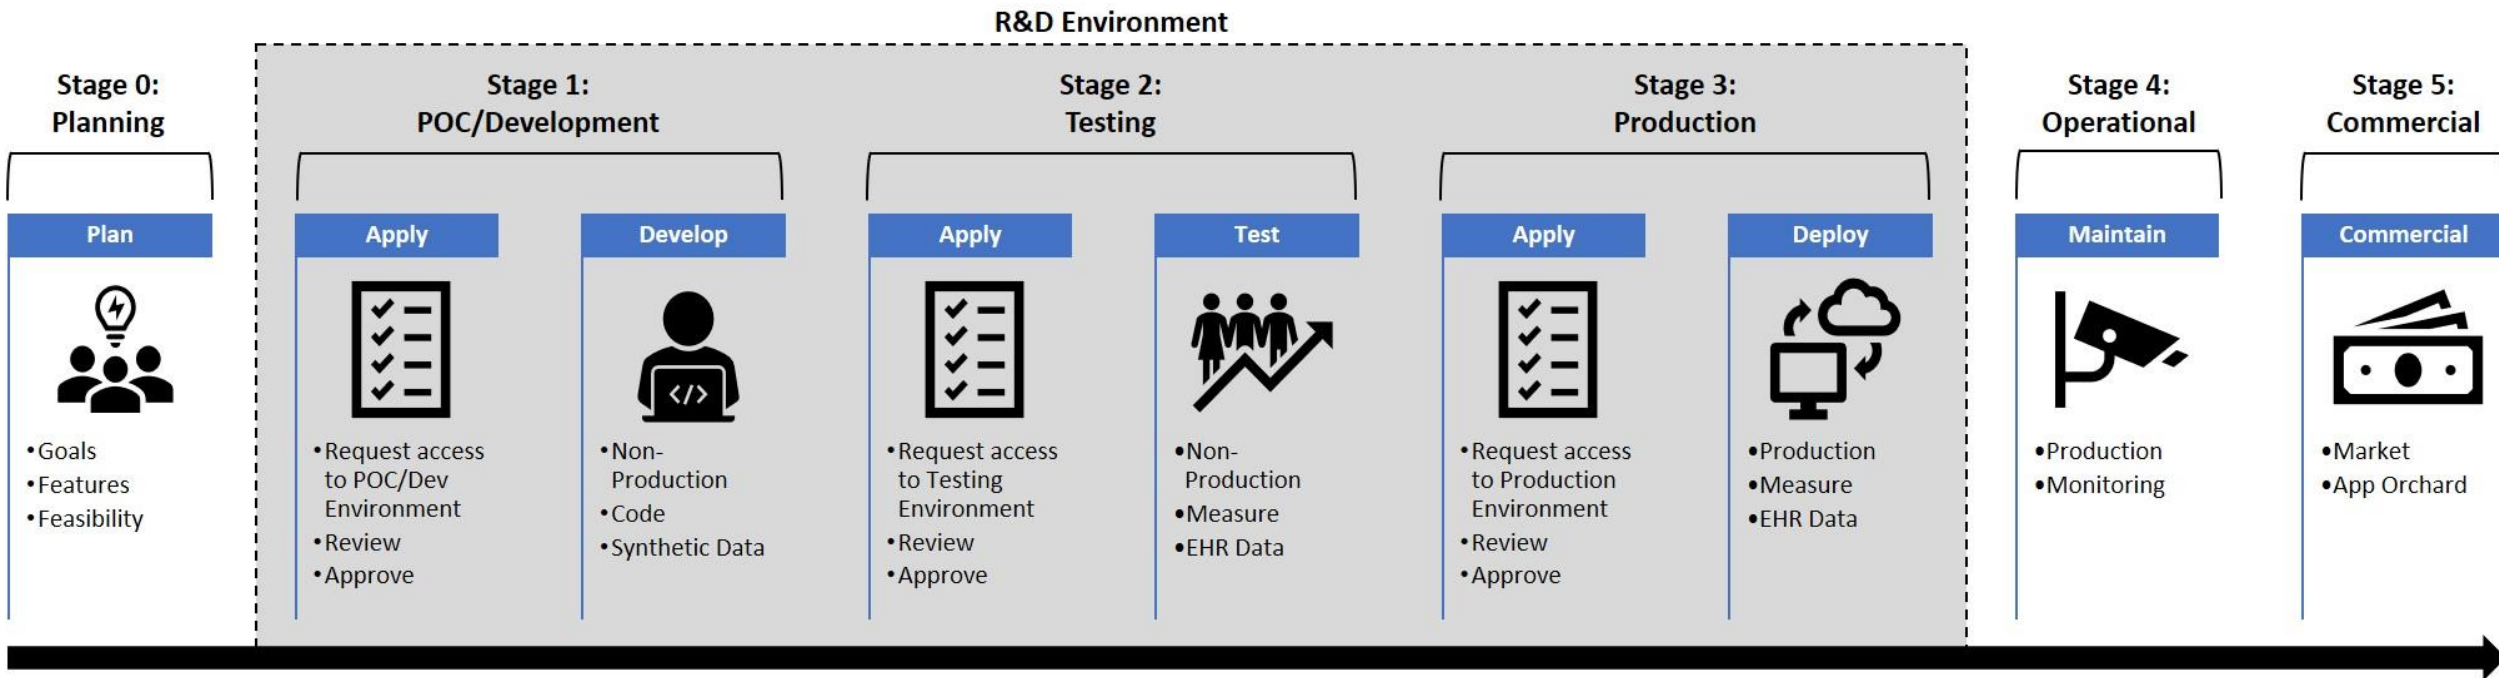 R&D Environment
Stage 0:
Planning
Stage 1:
POC/Development
Stage 2:
Testing
Stage 3:
Production
Stage 4:
Operational
Stage 5:
Commercial
Plan
•Goals
•Features
•Feasibility
Apply
•Request access
to POC/Dev
Environment
•Review
•Approve
Develop
</>
•Non-
Production
•Code
•Synthetic Data
Apply
•Request access
to Testing
Environment
•Review
•Approve
Test
•Non-
Production
•Measure
•EHR Data
Apply
•Request access
to Production
Environment
•Review
•Approve
Deploy
•Production
•Measure
•EHR Data
Maintain
•Production
•Monitoring
Commercial
•Market
•App Orchard